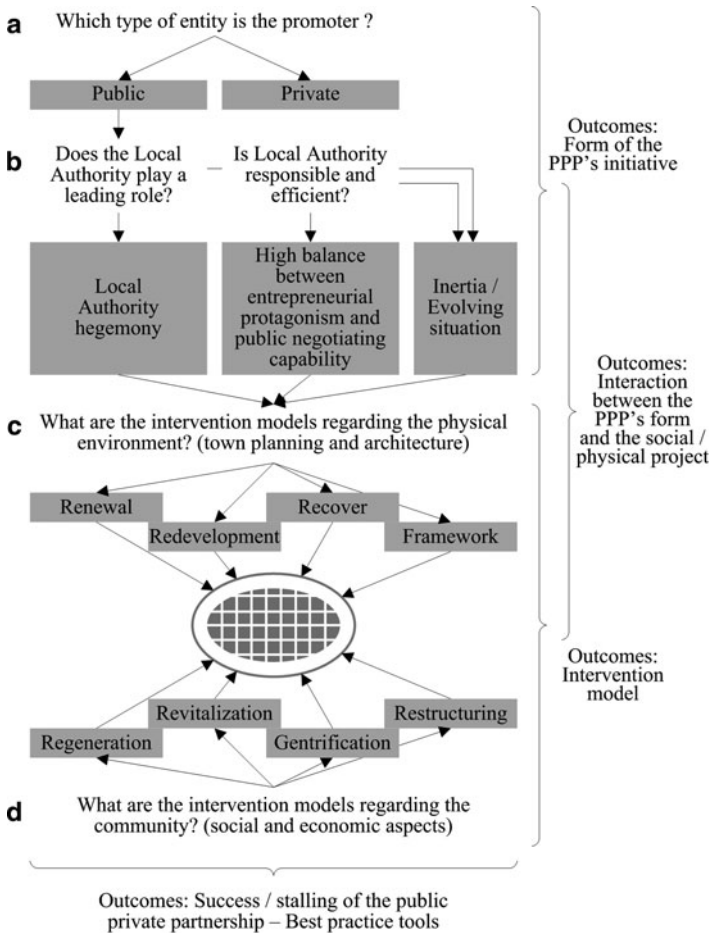 a
Which type of entity is the promoter ?
Public
Private
b
Does the Local
Authority play a
leading role?
Is Local Authority
responsible and
efficient?
Local
Authority
hegemony
High balance
between
entrepreneurial
protagonism and
public negotiating
capability
Inertia /
Evolving
situation
Outcomes:
Form of the
PPP's initiative
c
What are the intervention models regarding the physical
environment? (town planning and architecture)
Renewal
Recover
Redevelopment
Framework
Outcomes:
Interaction
between the
PPP's form
and the social /
physical project
Revitalization
Restructuring
Regeneration
Gentrification
Outcomes:
Intervention
model
d
What are the intervention models regarding the
community? (social and economic aspects)
Outcomes: Success / stalling of the public
private partnership – Best practice tools